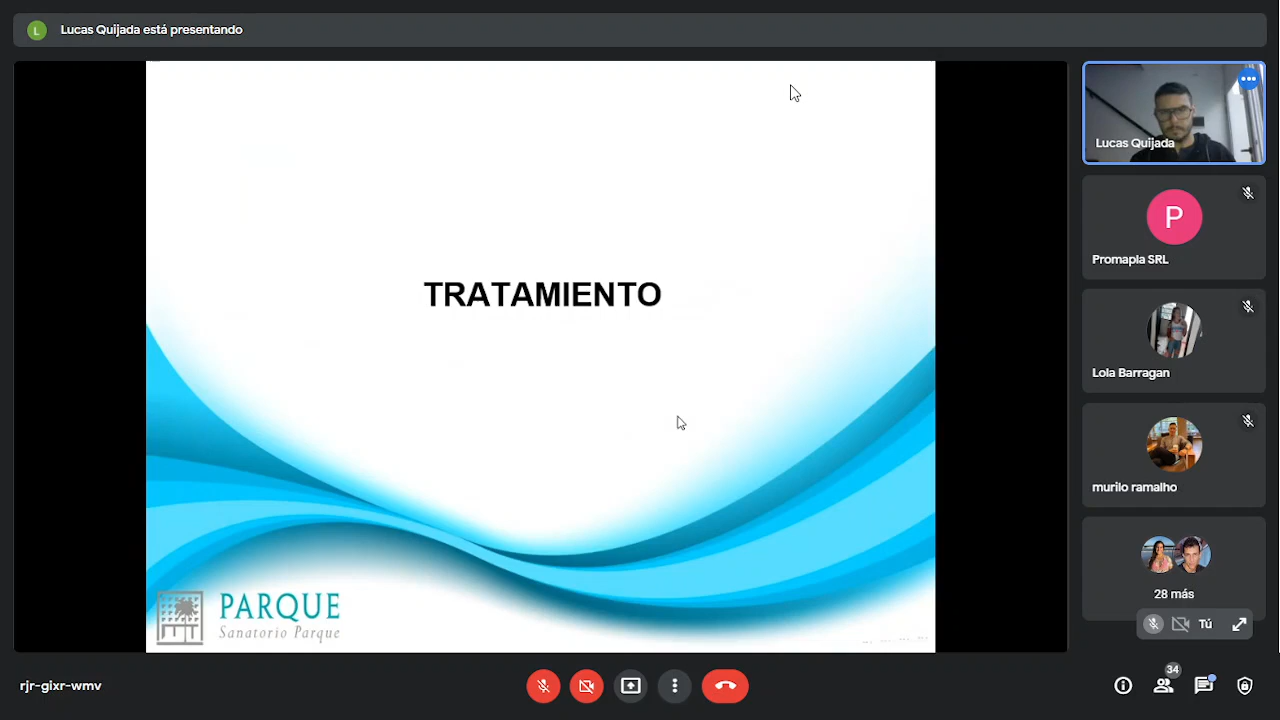 L
Lucas Quijada está presentando
TRATAMIENTO
PARQUE
Sanatorio Parque
Lucas Quijada
P
Promapla SRL
Lola Barragan
murilo ramalho
28 más
Tú
rjr-gixr-wmv
34